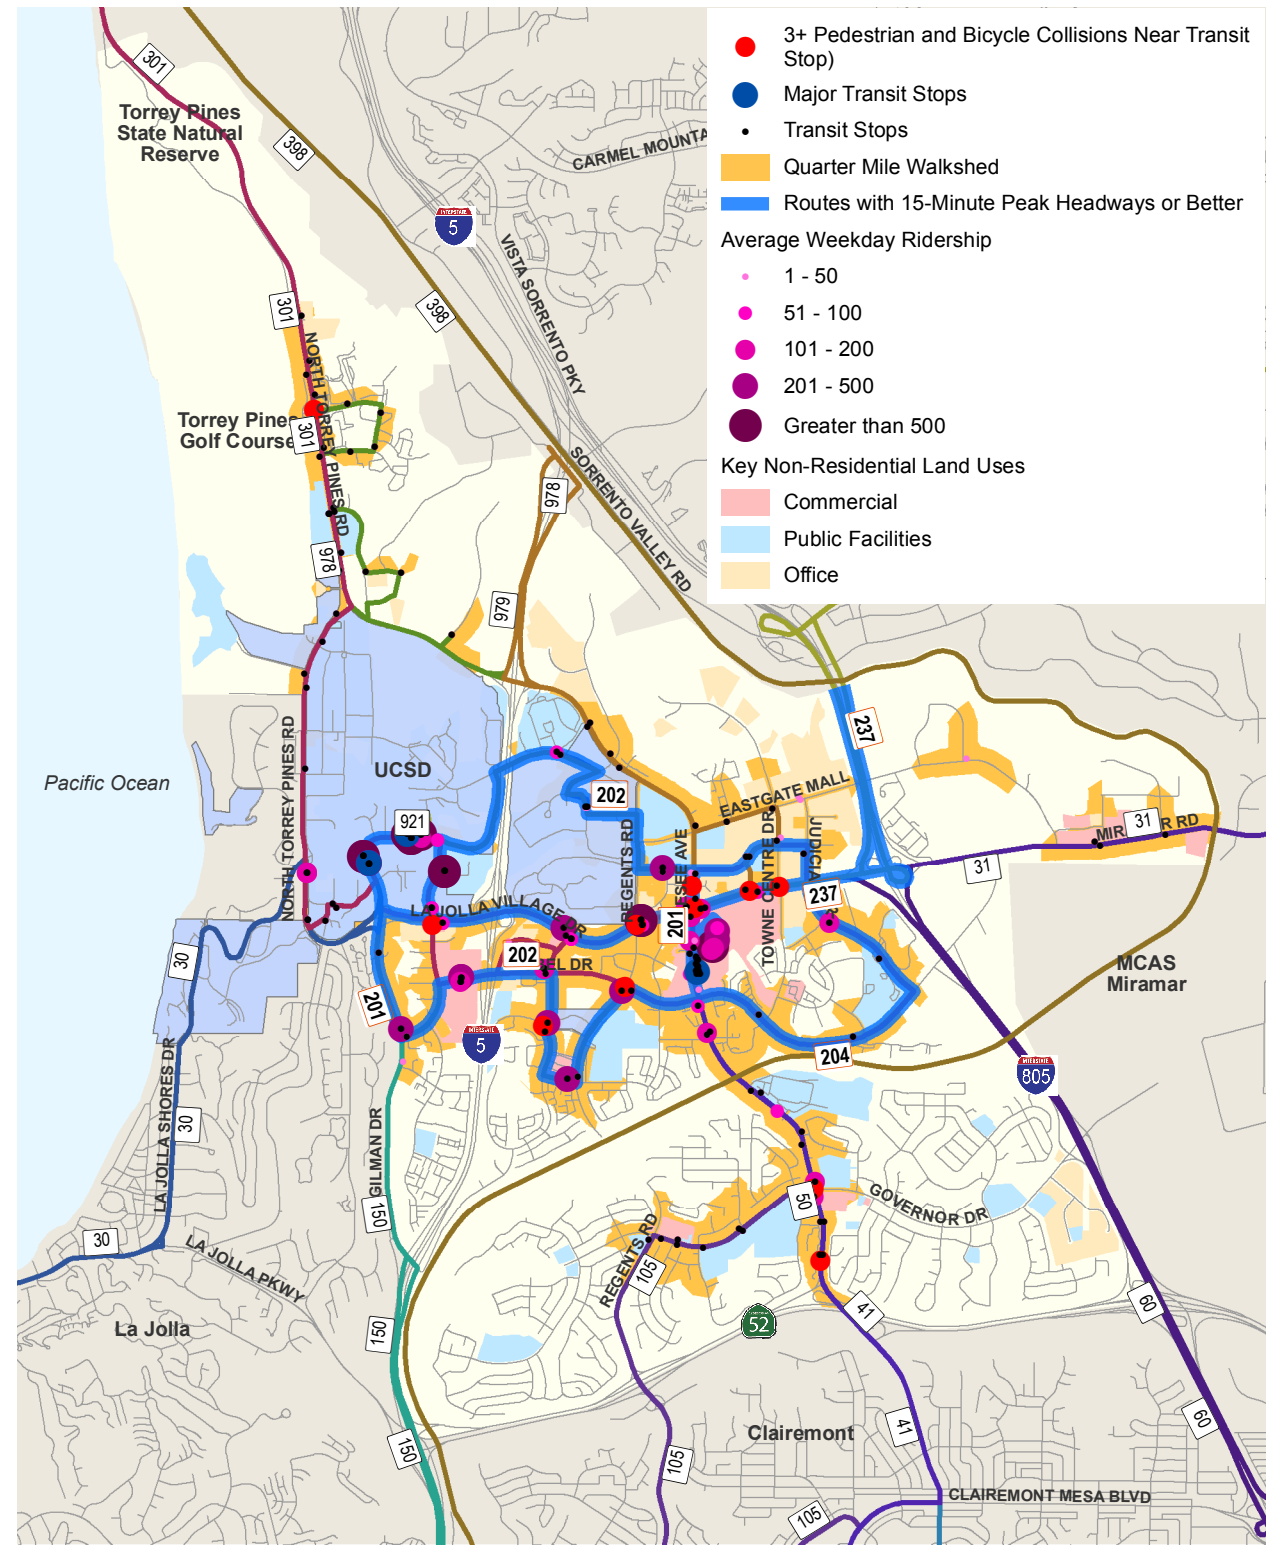 3+ Pedestrian and Bicycle Collisions Near Transit
Stop)
Major Transit Stops
Transit Stops
Quarter Mile Walkshed
Routes with 15-Minute Peak Headways or Better
Average Weekday Ridership
1 - 50
51 - 100
101 - 200
201 - 500
Greater than 500
Key Non-Residential Land Uses
Commercial
Public Facilities
Office
301
Torrey Pines
State Natural
Reserve
398
CARMEL MOUNTA
INTERSTATE
5
VISTA SORRENTO PKY
398
301
NORTH TORREY PINES RD
Torrey Pines
Golf Course
301
SORRENTO VALLEY RD
978
978
979
237
NORTH TORREY PINES RD
Pacific Ocean
UCSD
202
EASTGATE MALL
921
REGENTS RD
ESEE AVE
TOWNE CENTRE DR
JUDICIA
MIR
R RD
31
31
237
LA JOLLA VILLAGE DR
201
202
EL DR
30
201
MCAS
Miramar
INTERSTATE
5
204
INTERSTATE
805
LA JOLLA SHORES DR
30
GILMAN DR
150
50
GOVERNOR DR
REGENTS RD
105
30
LA JOLLA PKWY
La Jolla
150
52
41
60
150
Clairemont
41
60
105
105
CLAIREMONT MESA BLVD